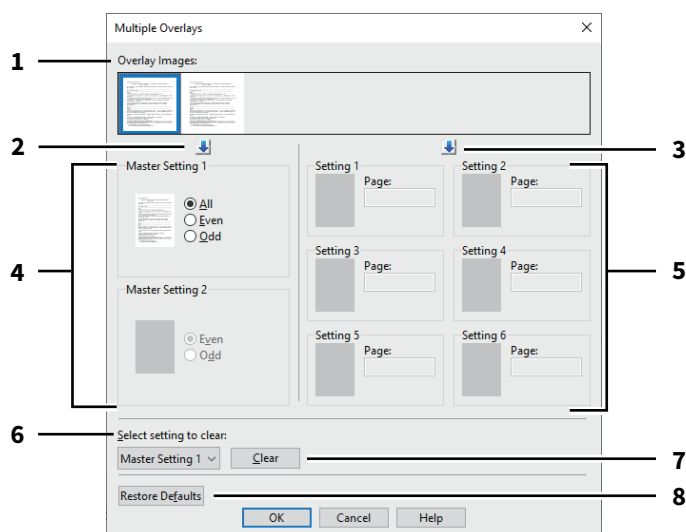 Multiple Overlays
1
Overlay Images:
2
3
Master Setting 1
All
Even
Odd
Setting 1
Page:
Setting 2
Page:
4
5
Setting 3
Page:
Setting 4
Page:
Master Setting 2
Even
Odd
Setting 5
Page:
Setting 6
Page:
6
Select setting to clear:
Master Setting 1
Clear
7
Restore Defaults
8
OK Cancel Help